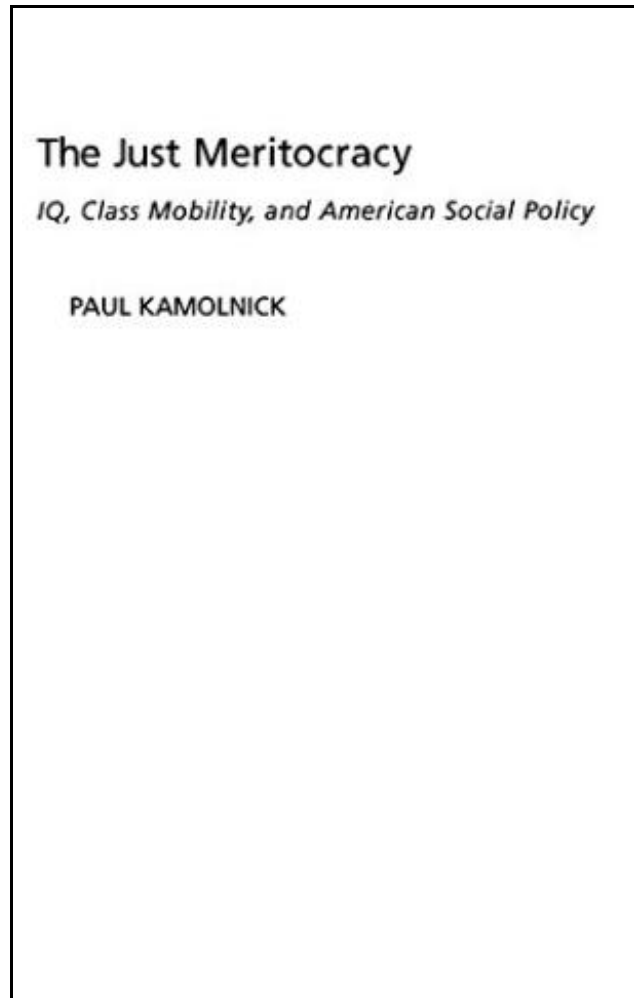 The Just Meritocracy
IQ, Class Mobility, and American Social Policy
PAUL KAMOLNICK